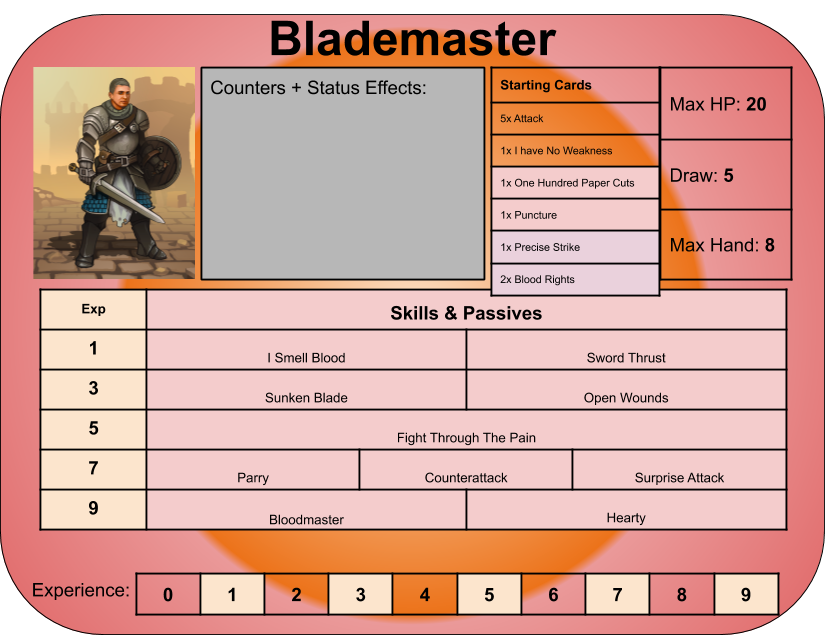 Blademaster
Counters + Status Effects:
Starting Cards
5x Attack
1x I have No Weakness
1x One Hundred Paper Cuts
1x Puncture
1x Precise Strike
2x Blood Rights
Max HP: 20
Draw: 5
Max Hand: 8
Exp
Skills & Passives
1
I Smell Blood
Sword Thrust
3
Sunken Blade
Open Wounds
5
Fight Through The Pain
7
Parry
Counterattack
Surprise Attack
9
Bloodmaster
Hearty
Experience: 0 1 2 3 4 5 6 7 8 9